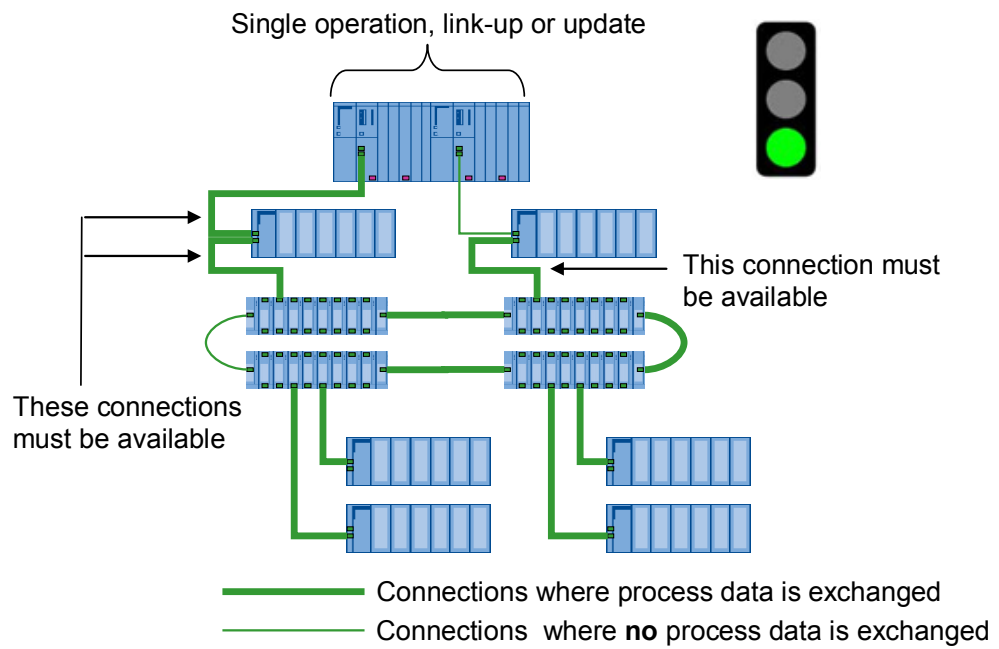 Single operation, link-up or update
This connection must
be available
These connections
must be available
Connections where process data is exchanged
Connections where no process data is exchanged